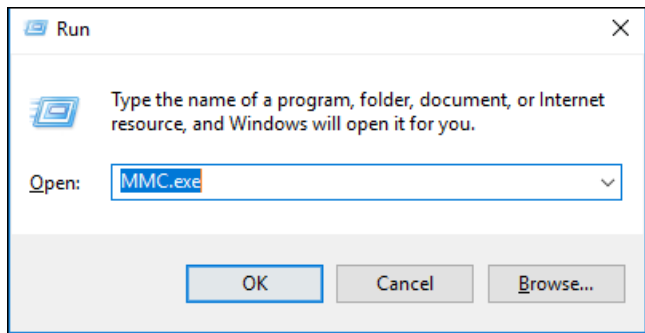 Run
Type the name of a program, folder, document, or Internet
resource, and Windows will open it for you.
Open: MMC.exe
OK Cancel Browse...